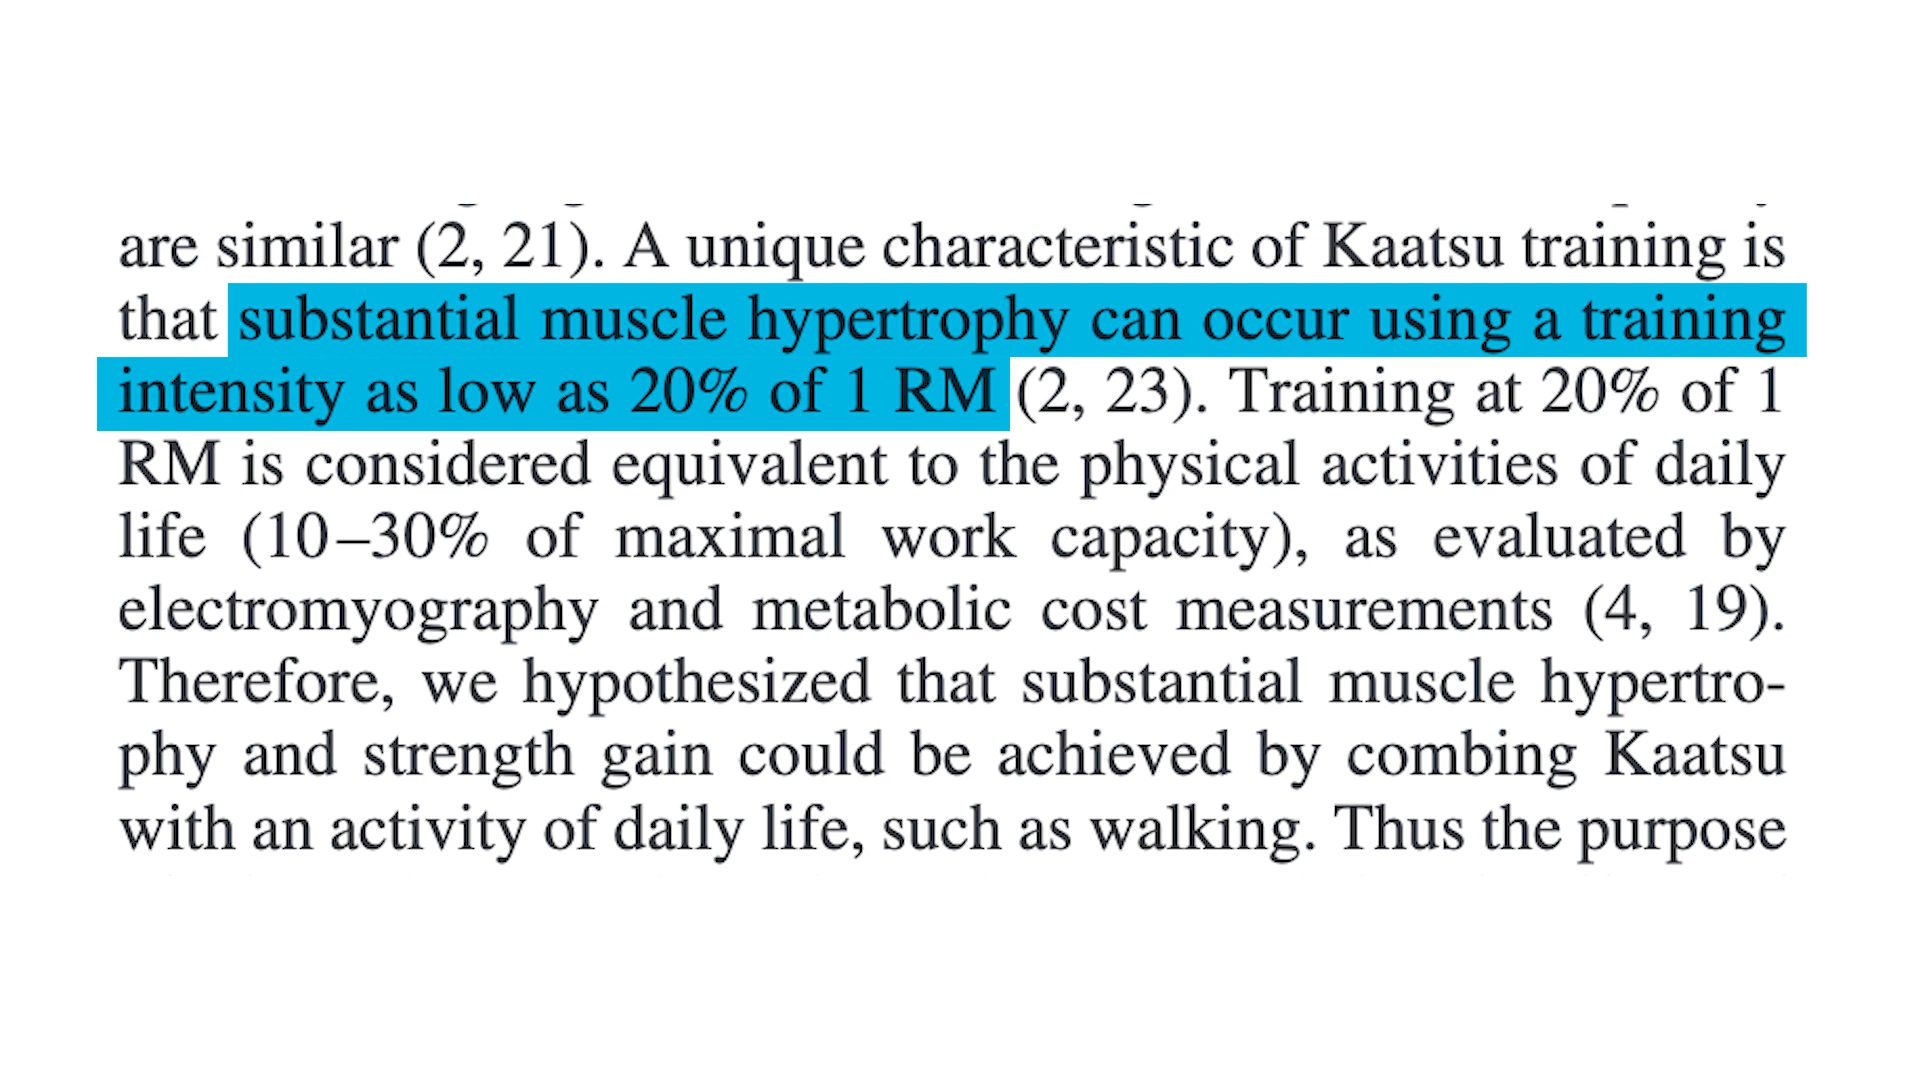 are similar (2, 21). A unique characteristic of Kaatsu training is
that substantial muscle hypertrophy can occur using a training
intensity as low as 20% of 1 RM (2, 23). Training at 20% of 1
RM is considered equivalent to the physical activities of daily
life (10–30% of maximal work capacity), as evaluated by
electromyography and metabolic cost measurements (4, 19).
Therefore, we hypothesized that substantial muscle hypertro-
phy and strength gain could be achieved by combing Kaatsu
with an activity of daily life, such as walking. Thus the purpose